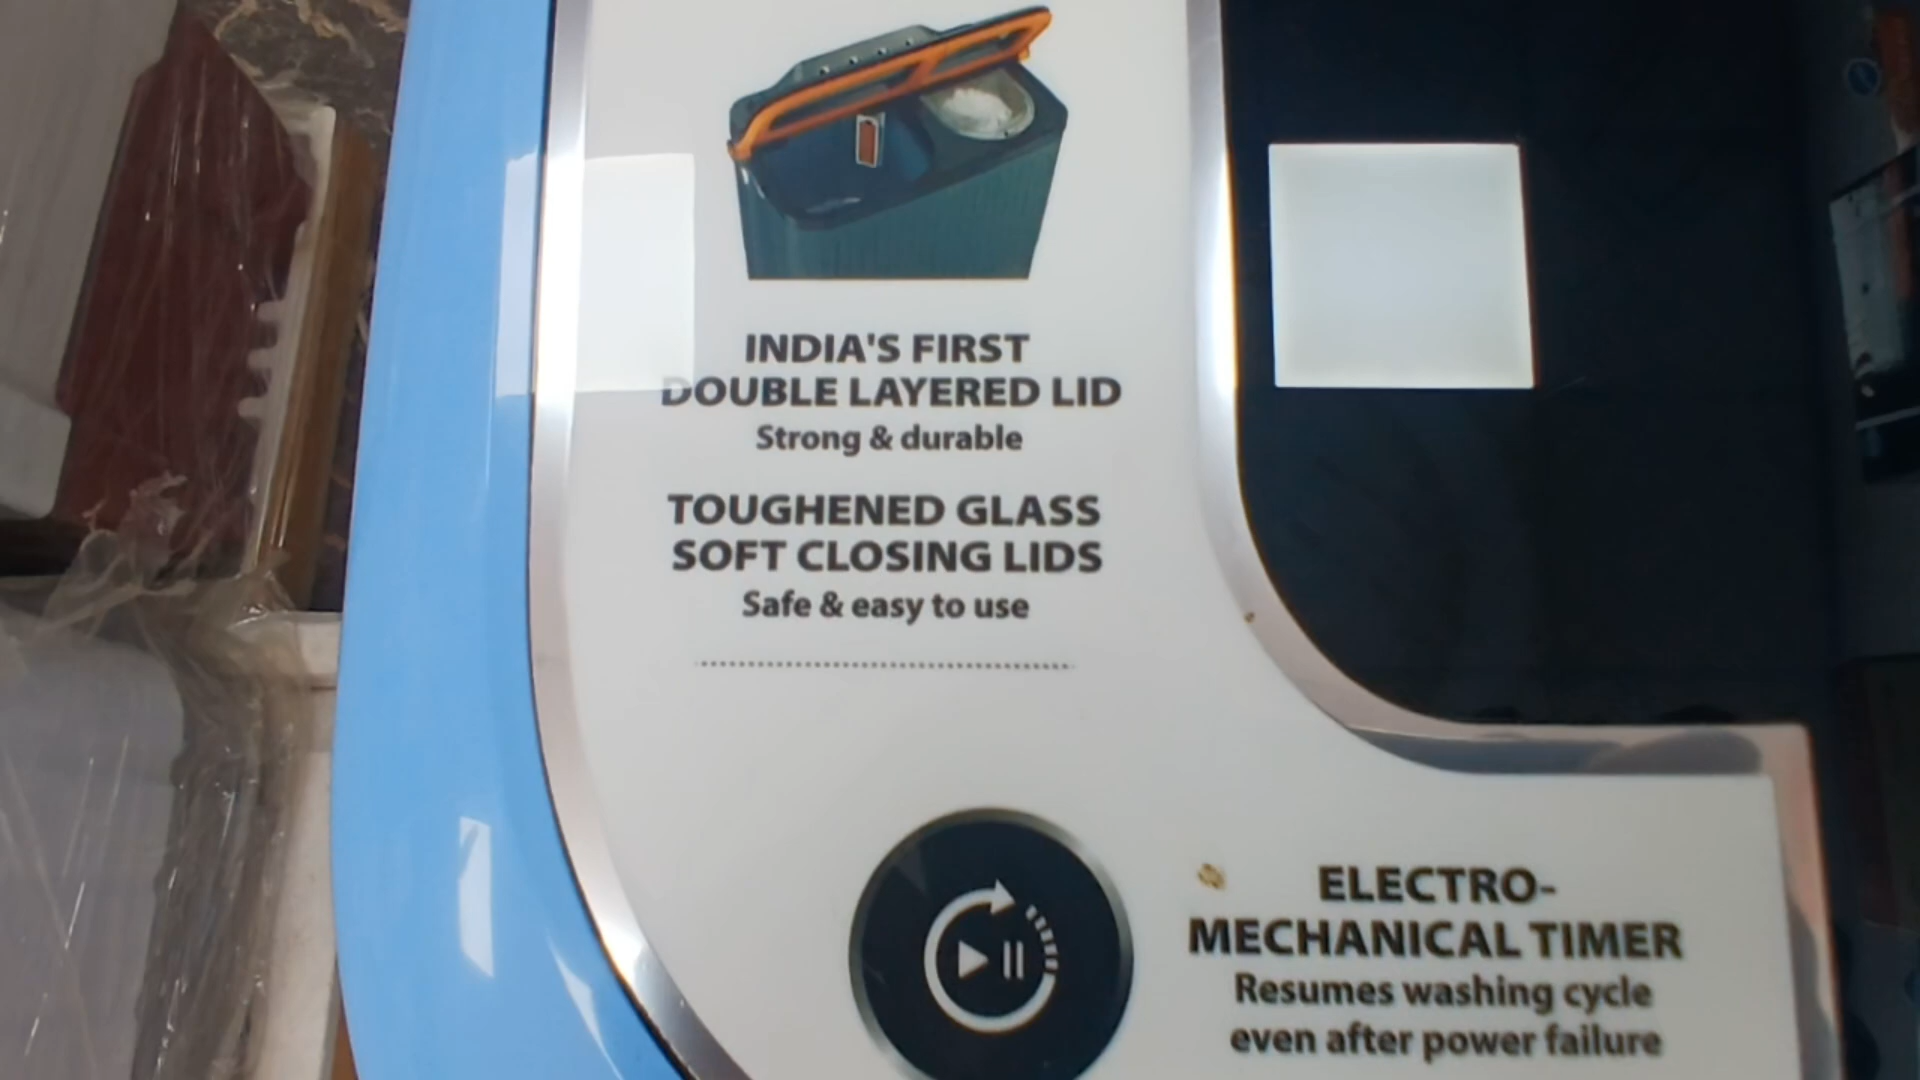 INDIA'S FIRST
DOUBLE LAYERED LID
Strong & durable
TOUGHENED GLASS
SOFT CLOSING LIDS
Safe & easy to use
ELECTRO-
MECHANICAL TIMER
Resumes washing cycle
even after power failure